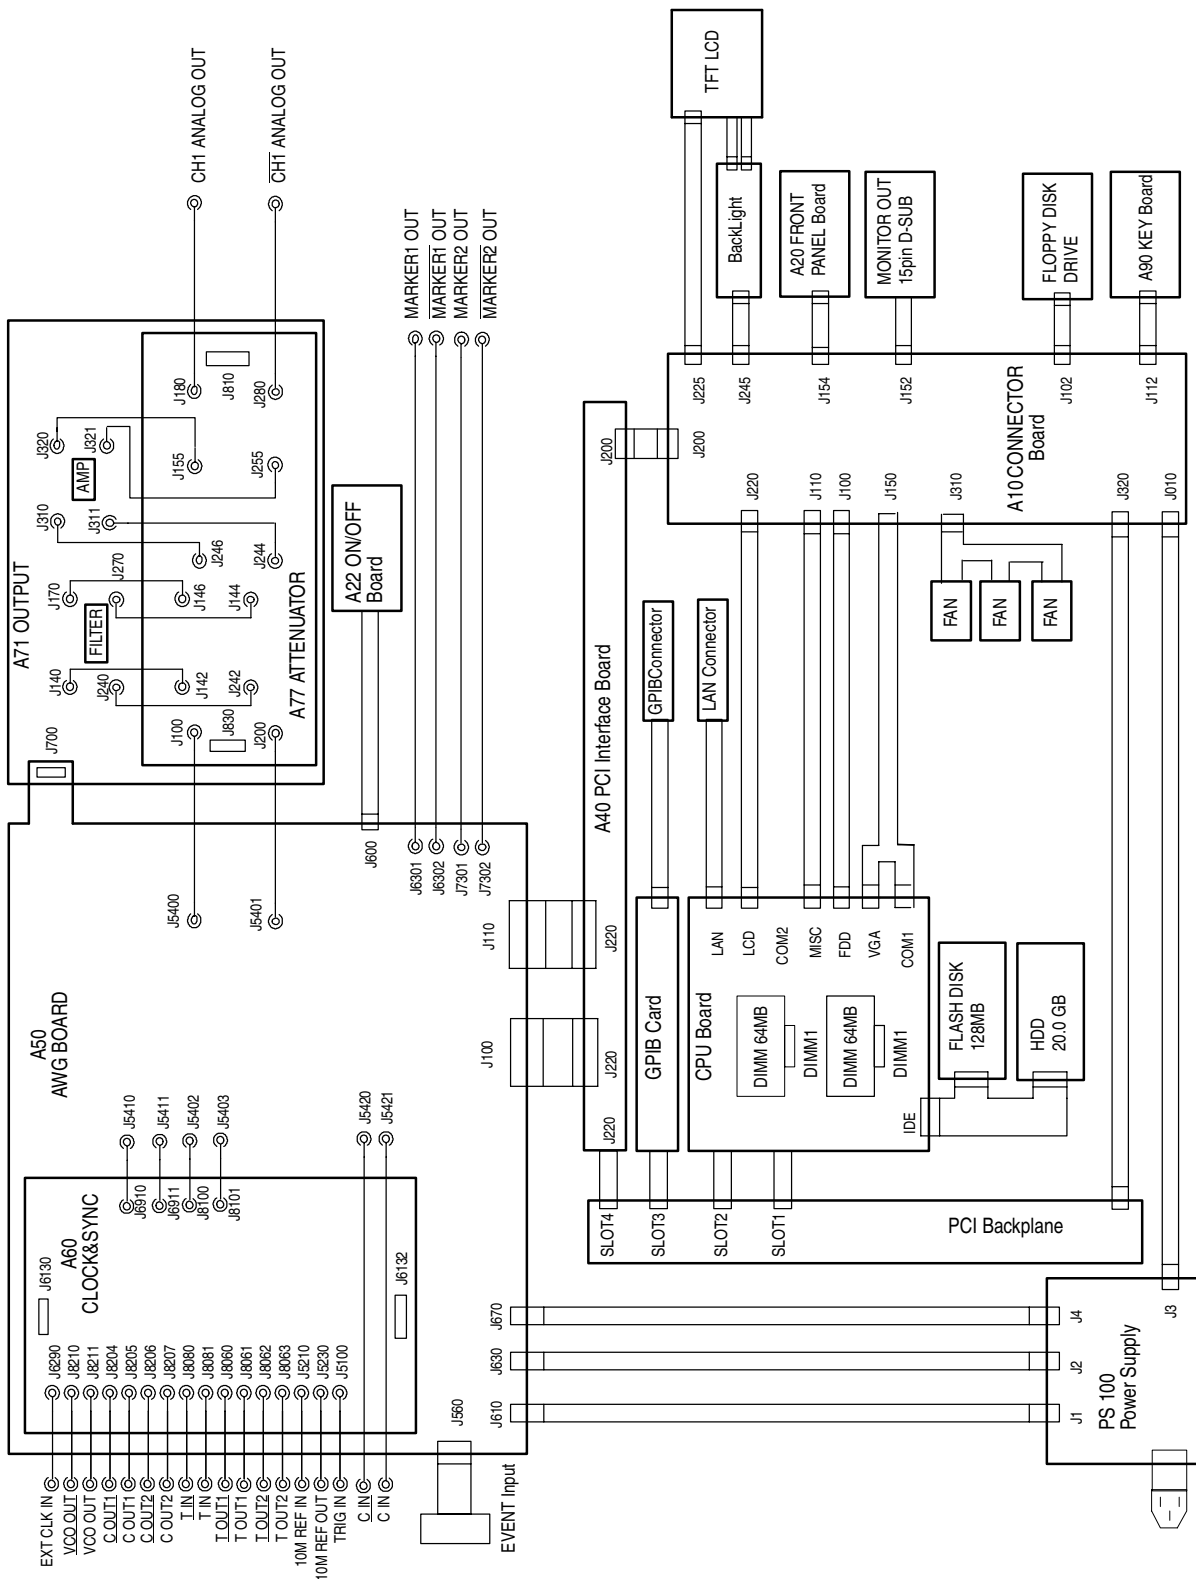 A71 OUTPUT
J700
J140
J240
FILTER
J170
J270
J310
J311
AMP
J320
J321
J100
J830
J200
J142
J242
J146
J144
J246
J244
J155
J255
J180
J810
J280
A77 ATTENUATOR
CH1 ANALOG OUT
CH1 ANALOG OUT
A22 ON/OFF
Board
J600
J5400
J5401
J6301
J6302
J7301
J7302
MARKER1 OUT
MARKER1 OUT
MARKER2 OUT
MARKER2 OUT
A50
AWG BOARD
J5410
J5411
J5402
J5403
J5420
J5421
J100
J110
A60
CLOCK&SYNC
J6130
J6132
J6910
J6911
J8100
J8101
J6290
J8210
J8211
J8204
J8205
J8206
J8207
J8080
J8081
J8060
J8061
J8062
J8063
J5210
J5230
J5100
EXT CLK IN
VCO OUT
VCO OUT
C OUT1
C OUT1
C OUT2
C OUT2
T IN
T IN
T OUT1
T OUT1
T OUT2
T OUT2
10M REF IN
10M REF OUT
TRIG IN
C IN
C IN
J560
EVENT Input
J610
J630
J670
A40 PCI Interface Board
J220
J220
J220
J200
SLOT4
SLOT3
SLOT2
SLOT1
PCI Backplane
GPIB Card
GPIBConnector
LAN Connector
CPU Board
LAN
LCD
COM2
MISC
FDD
VGA
COM1
DIMM 64MB
DIMM1
DIMM 64MB
DIMM1
IDE
FLASH DISK
128MB
HDD
20.0 GB
FAN
FAN
FAN
J200
J220
J110
J100
J150
J310
J320
J010
A10CONNECTOR
Board
J225
J245
J154
J152
J102
J112
TFT LCD
BackLight
A20 FRONT
PANEL Board
MONITOR OUT
15pin D-SUB
FLOPPY DISK
DRIVE
A90 KEY Board
J1
J2
J4
J3
PS 100
Power Supply